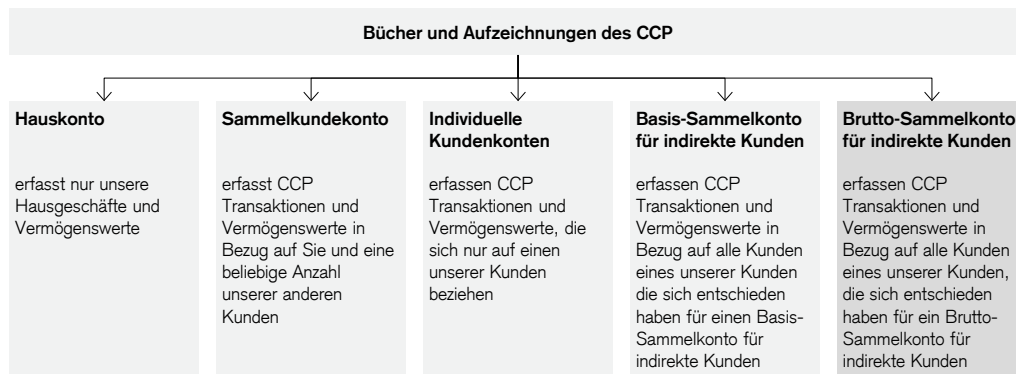 Bücher und Aufzeichnungen des CCP
Hauskonto
erfasst nur unsere
Hausgeschäfte und
Vermögenswerte
Sammelkundekonto
erfasst CCP
Transaktionen und
Vermögenswerte in
Bezug auf Sie und eine
beliebige Anzahl
unserer anderen
Kunden
Individuelle
Kundenkonten
erfassen CCP
Transaktionen und
Vermögenswerte, die
sich nur auf einen
unserer Kunden
beziehen
Basis-Sammelkonto
für indirekte Kunden
erfassen CCP
Transaktionen und
Vermögenswerte in
Bezug auf alle Kunden
eines unserer Kunden
die sich entschieden
haben für einen Basis-
Sammelkonto für
indirekte Kunden
Brutto-Sammelkonto
für indirekte Kunden
erfassen CCP
Transaktionen und
Vermögenswerte in
Bezug auf alle Kunden
eines unserer Kunden,
die sich entschieden
haben für ein Brutto-
Sammelkonto für
indirekte Kunden